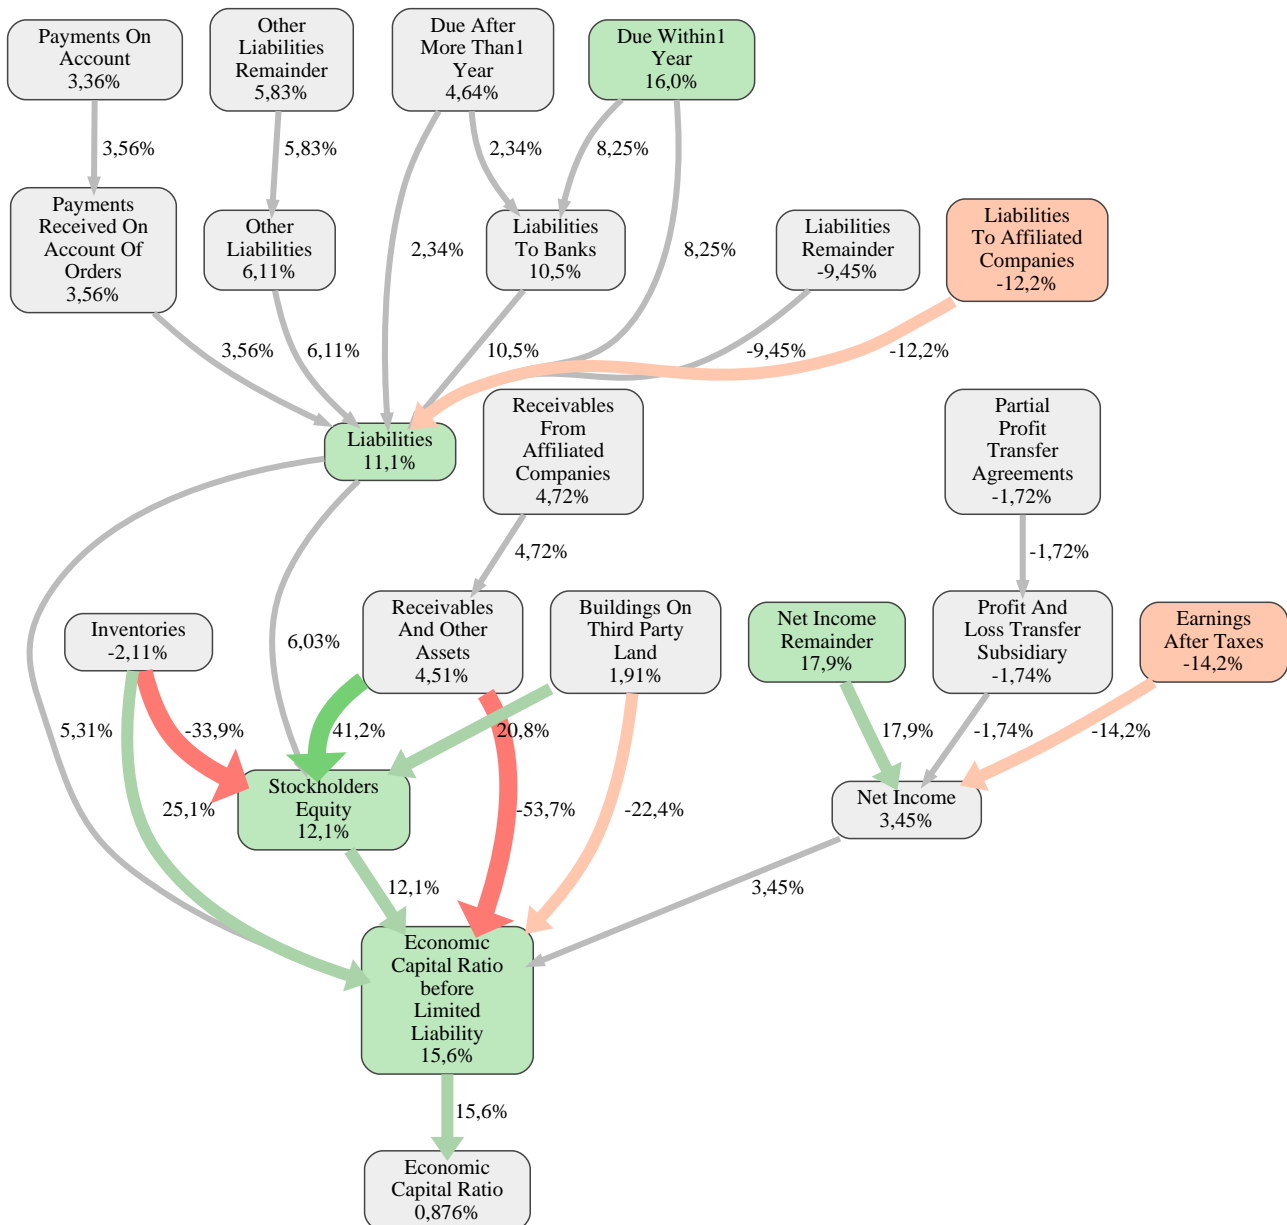 Payments On
Account
3,36%
Other
Liabilities
Remainder
5,83%
Due After
More Than1
Year
4,64%
Due Within1
Year
16,0%
3,56%
5,83%
2,34%
8,25%
Payments
Received On
Account Of
Orders
3,56%
Other
Liabilities
6,11%
2,34%
Liabilities
To Banks
10,5%
8,25%
Liabilities
Remainder
-9,45%
Liabilities
To Affiliated
Companies
-12,2%
3,56%
6,11%
10,5%
-9,45%
-12,2%
Liabilities
11,1%
Receivables
From
Affiliated
Companies
4,72%
Partial
Profit
Transfer
Agreements
-1,72%
4,72%
-1,72%
Inventories
-2,11%
6,03%
Receivables
And Other
Assets
4,51%
Buildings On
Third Party
Land
1,91%
Net Income
Remainder
17,9%
Profit And
Loss Transfer
Subsidiary
-1,74%
Earnings
After Taxes
-14,2%
5,31%
-33,9%
41,2%
20,8%
17,9%
-1,74%
-14,2%
25,1%
Stockholders
Equity
12,1%
-53,7%
-22,4%
Net Income
3,45%
12,1%
3,45%
Economic
Capital Ratio
before
Limited
Liability
15,6%
15,6%
Economic
Capital Ratio
0,876%